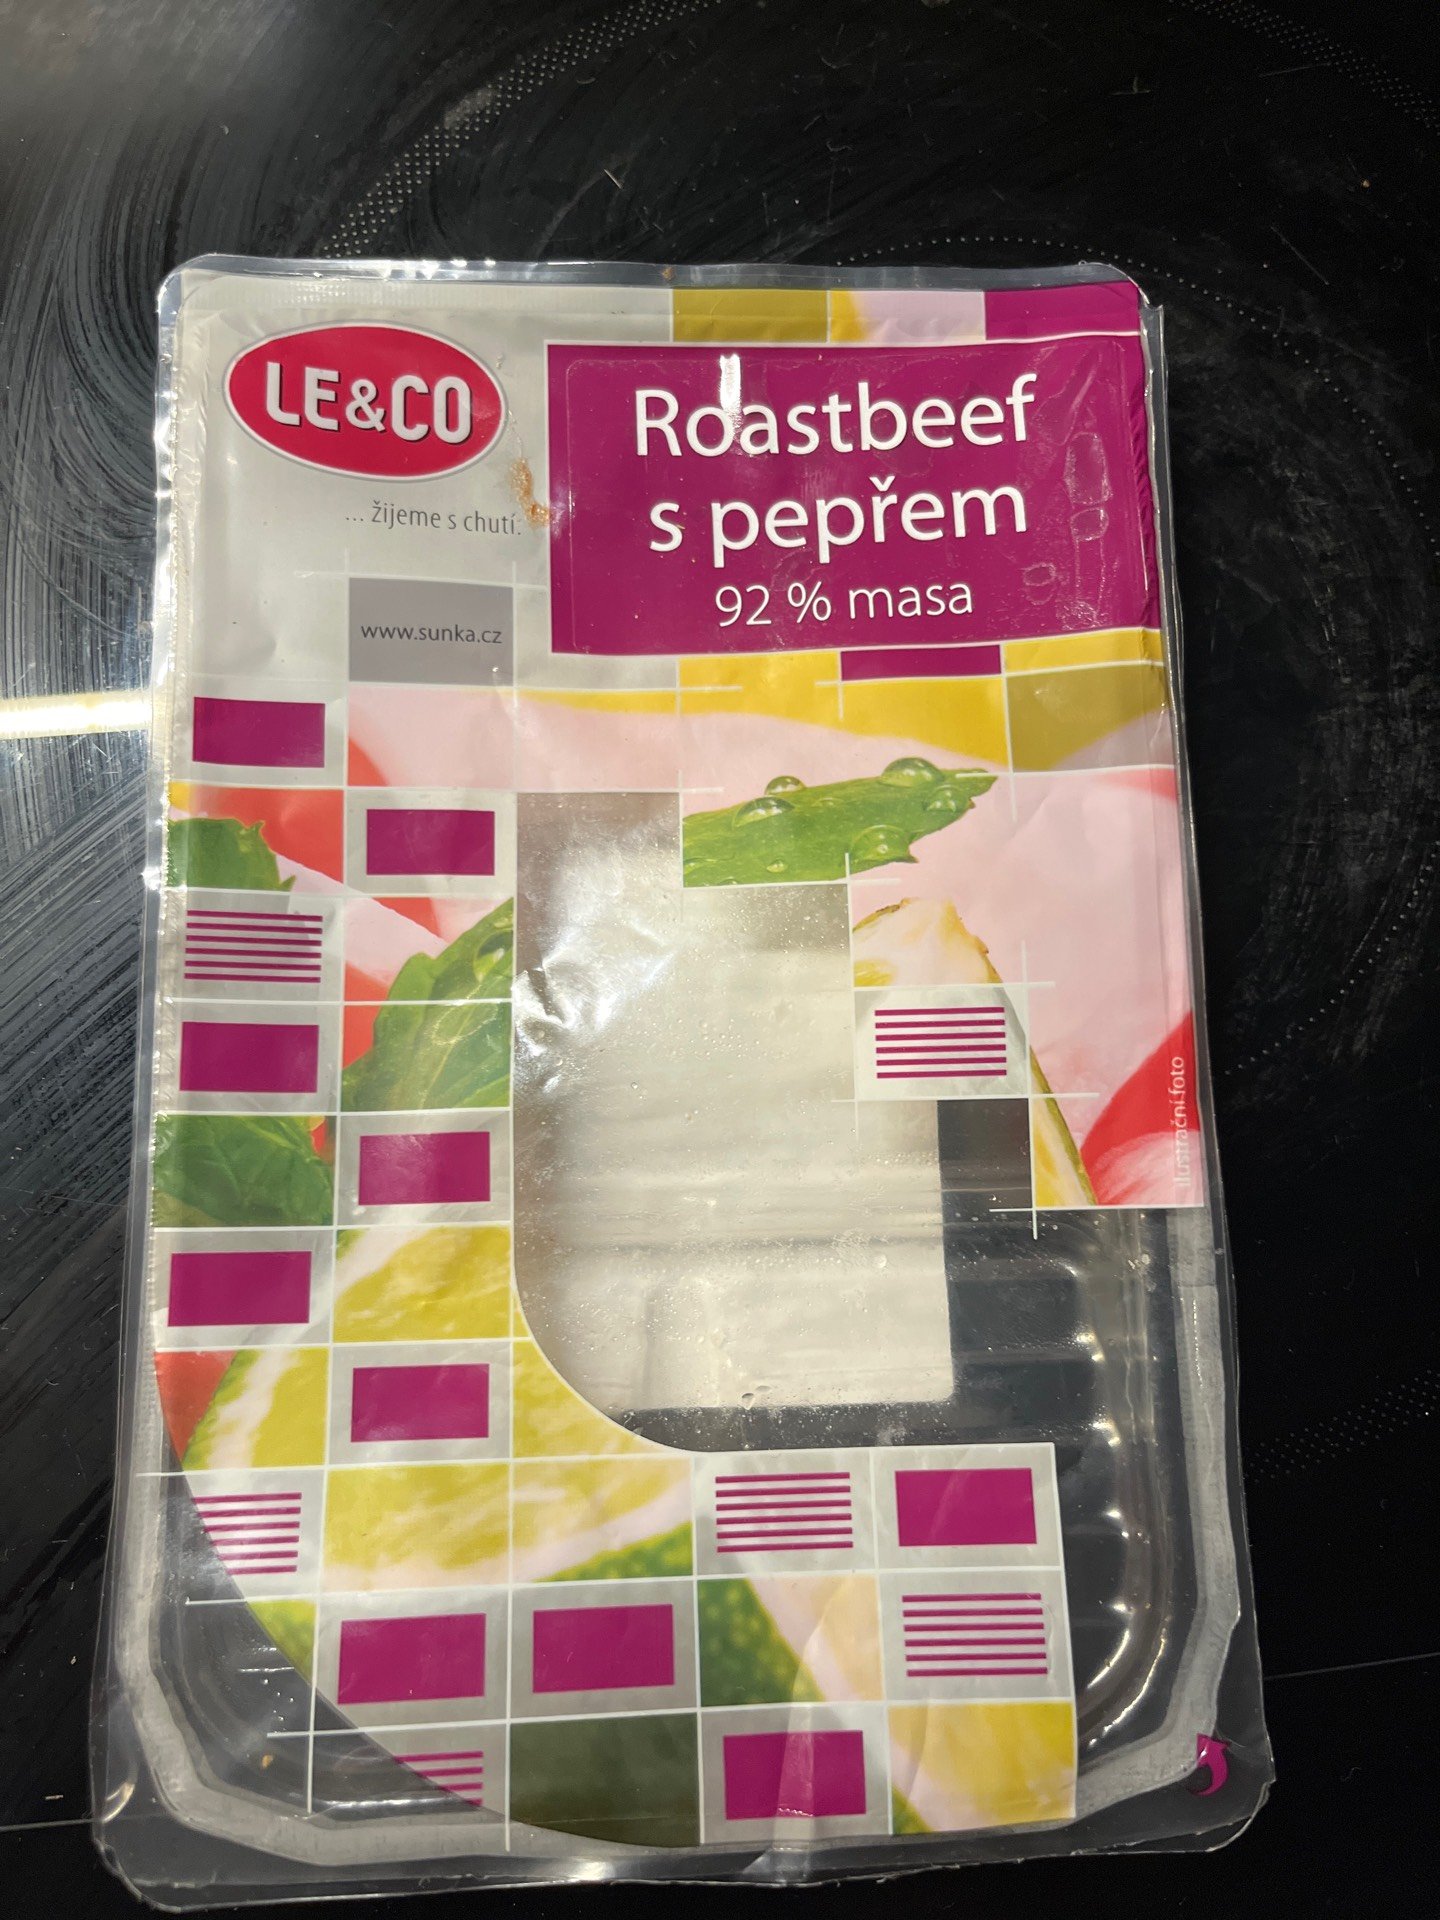 LE&CO
... žijeme s chutí.
www.sunka.cz
Roastbeef
s pepřem
92 % masa
ilustrační foto